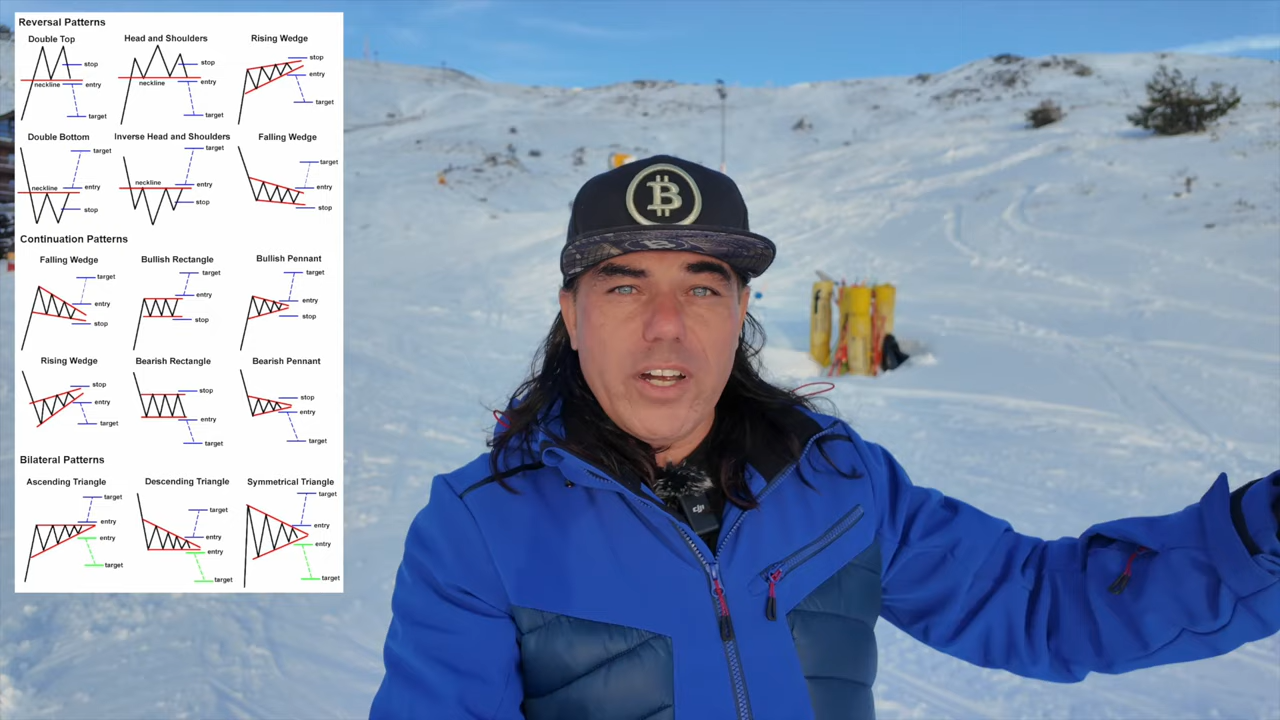 Reversal Patterns
Double Top
stop
neckline
entry
target
Head and Shoulders
stop
neckline
entry
target
Rising Wedge
stop
entry
target
Double Bottom
target
neckline
entry
stop
Inverse Head and Shoulders
target
neckline
entry
stop
Falling Wedge
target
entry
stop
Continuation Patterns
Falling Wedge
target
entry
stop
Bullish Rectangle
target
entry
stop
Bullish Pennant
target
entry
stop
Rising Wedge
stop
entry
target
Bearish Rectangle
stop
entry
target
Bearish Pennant
stop
entry
target
Bilateral Patterns
Ascending Triangle
target
entry
entry
target
Descending Triangle
target
entry
entry
target
Symmetrical Triangle
target
entry
entry
target
₿
dji